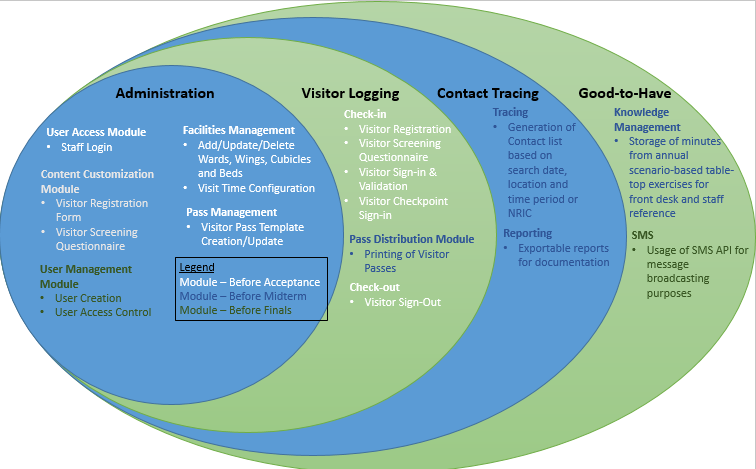 Administration
Visitor Logging
Contact Tracing
Good-to-Have
User Access Module
• Staff Login
Content Customization
Module
• Visitor Registration
Form
• Visitor Screening
Questionnaire
User Management
Module
• User Creation
• User Access Control
Facilities Management
• Add/Update/Delete
Wards, Wings, Cubicles
and Beds
• Visit Time Configuration
Pass Management
• Visitor Pass Template
Creation/Update
Legend
Module – Before Acceptance
Module – Before Midterm
Module – Before Finals
Check-in
• Visitor Registration
• Visitor Screening
Questionnaire
• Visitor Sign-in &
Validation
• Visitor Checkpoint
Sign-in
Pass Distribution Module
• Printing of Visitor
Passes
Check-out
• Visitor Sign-Out
Tracing
• Generation of
Contact list
based on
search date,
location and
time period or
NRIC
Reporting
• Exportable reports
for documentation
Knowledge
Management
• Storage of minutes
from annual
scenario-based table-
top exercises for
front desk and staff
reference
SMS
• Usage of SMS API for
message
broadcasting
purposes